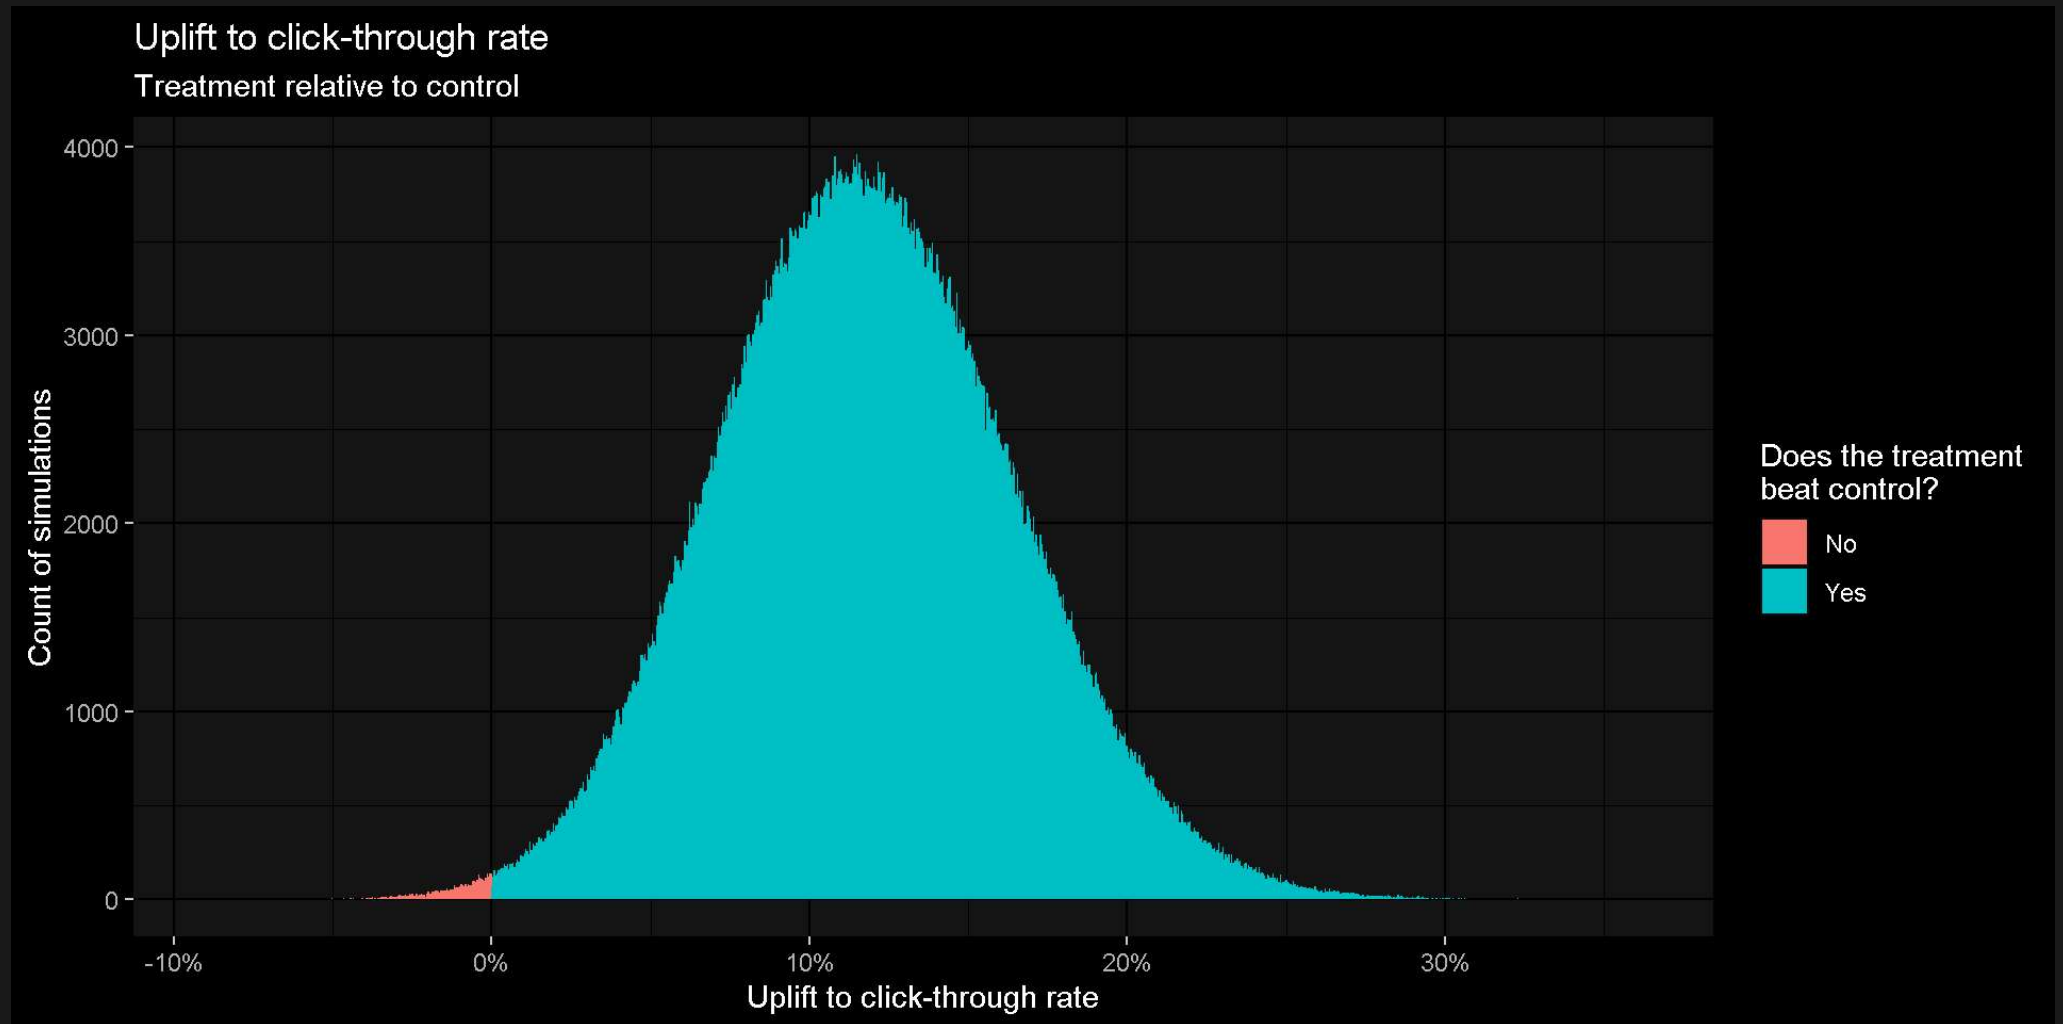 Uplift to click-through rate
Treatment relative to control
4000
3000
2000
1000
0
Count of simulations
-10%
0%
10%
20%
30%
Uplift to click-through rate
Does the treatment
beat control?
No
Yes